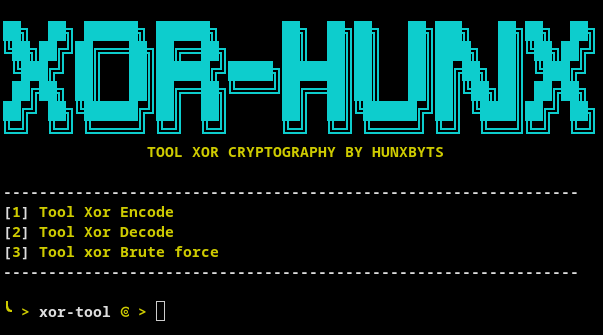 XOR-HUNX
TOOL XOR CRYPTOGRAPHY BY HUNXBYTS
----------------------------------------------------------------
[1] Tool Xor Encode
[2] Tool Xor Decode
[3] Tool xor Brute force
----------------------------------------------------------------
╰ > xor-tool @ >